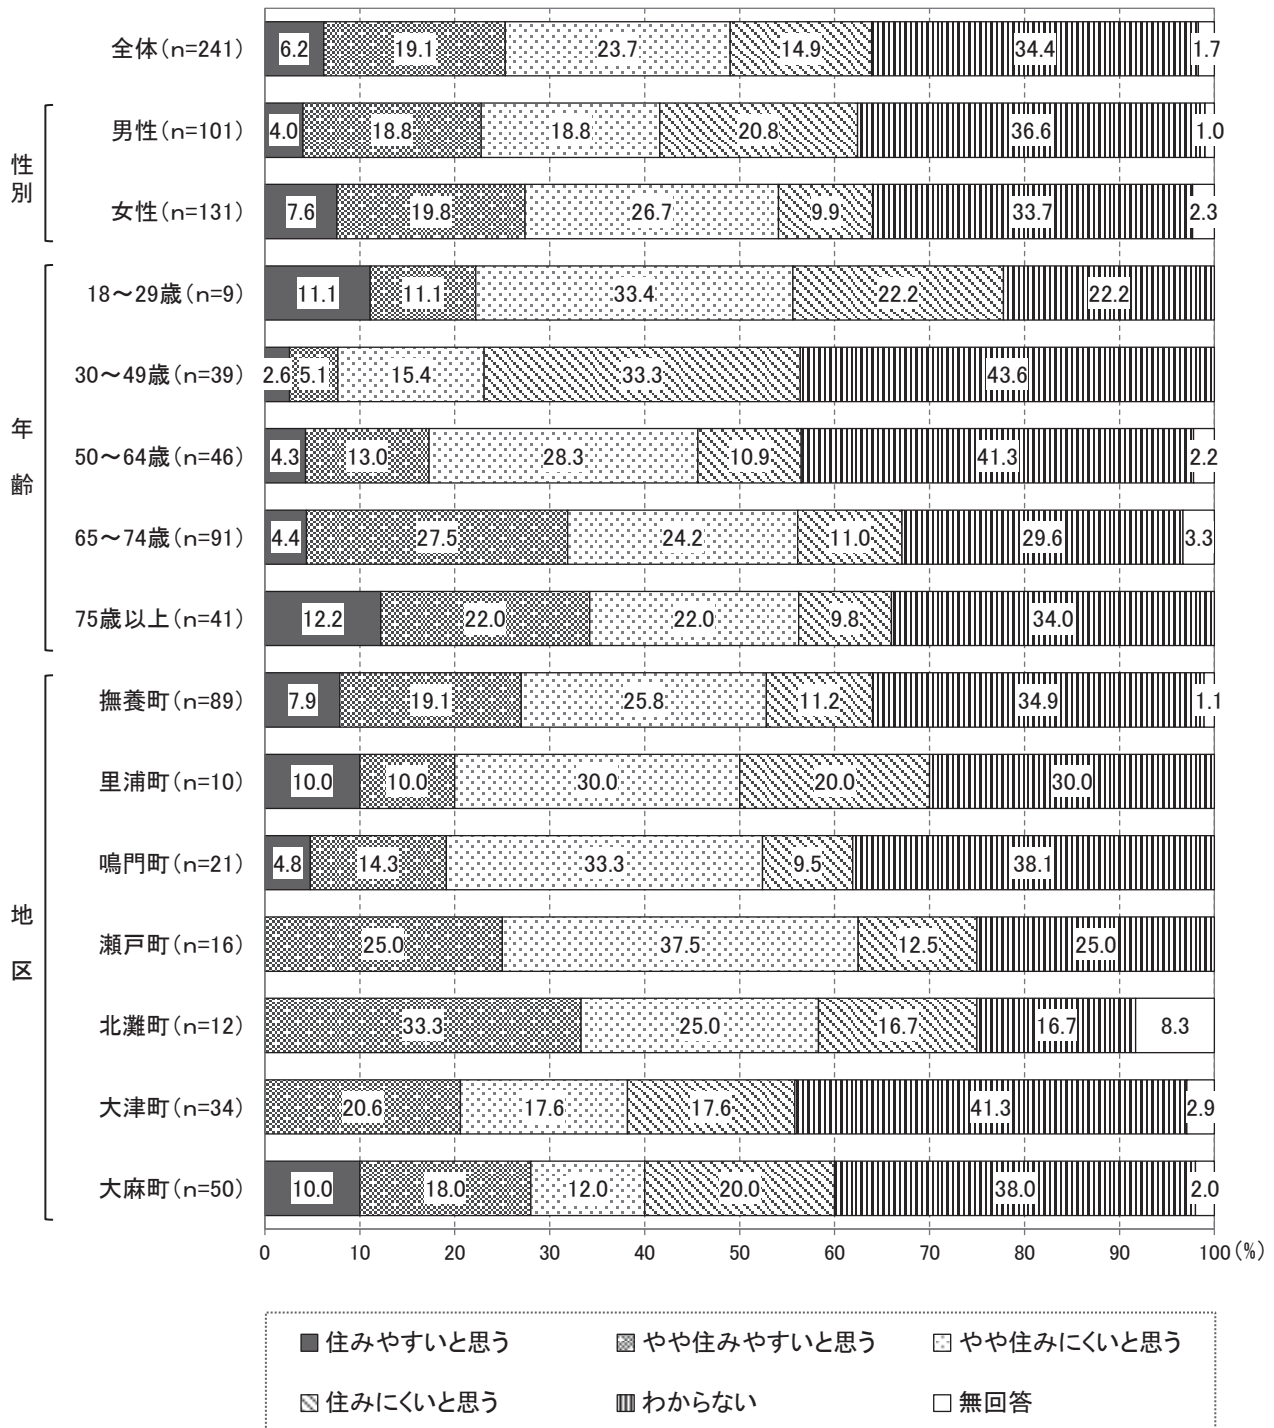 全体(n=241) 6.2 19.1 23.7 14.9 34.4 1.7
性別
男性(n=101) 4.0 18.8 18.8 20.8 36.6 1.0
女性(n=131) 7.6 19.8 26.7 9.9 33.7 2.3
年齢
18～29歳(n=9) 11.1 11.1 33.4 22.2 22.2
30～49歳(n=39) 2.6 5.1 15.4 33.3 43.6
50～64歳(n=46) 4.3 13.0 28.3 10.9 41.3 2.2
65～74歳(n=91) 4.4 27.5 24.2 11.0 29.6 3.3
75歳以上(n=41) 12.2 22.0 22.0 9.8 34.0
地区
撫養町(n=89) 7.9 19.1 25.8 11.2 34.9 1.1
里浦町(n=10) 10.0 10.0 30.0 20.0 30.0
鳴門町(n=21) 4.8 14.3 33.3 9.5 38.1
瀬戸町(n=16) 25.0 37.5 12.5 25.0
北灘町(n=12) 33.3 25.0 16.7 16.7 8.3
大津町(n=34) 20.6 17.6 17.6 41.3 2.9
大麻町(n=50) 10.0 18.0 12.0 20.0 38.0 2.0
0 10 20 30 40 50 60 70 80 90 100(%)
住みやすいと思う やや住みやすいと思う やや住みにくいと思う
住みにくいと思う わからない 無回答